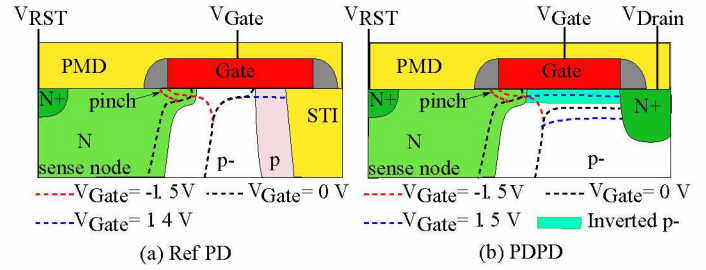 VRST VGate VRST VGate VDrain
PMD Gate PMD Gate
N+ pinch STI N+ pinch N+
N N
sense node p- p sense node p-
VGate= -1.5V VGate= 0 V VGate= -1.5V VGate= 0 V
VGate= 1.4 V VGate= 1.5 V Inverted p-
(a) Ref PD (b) PDPD